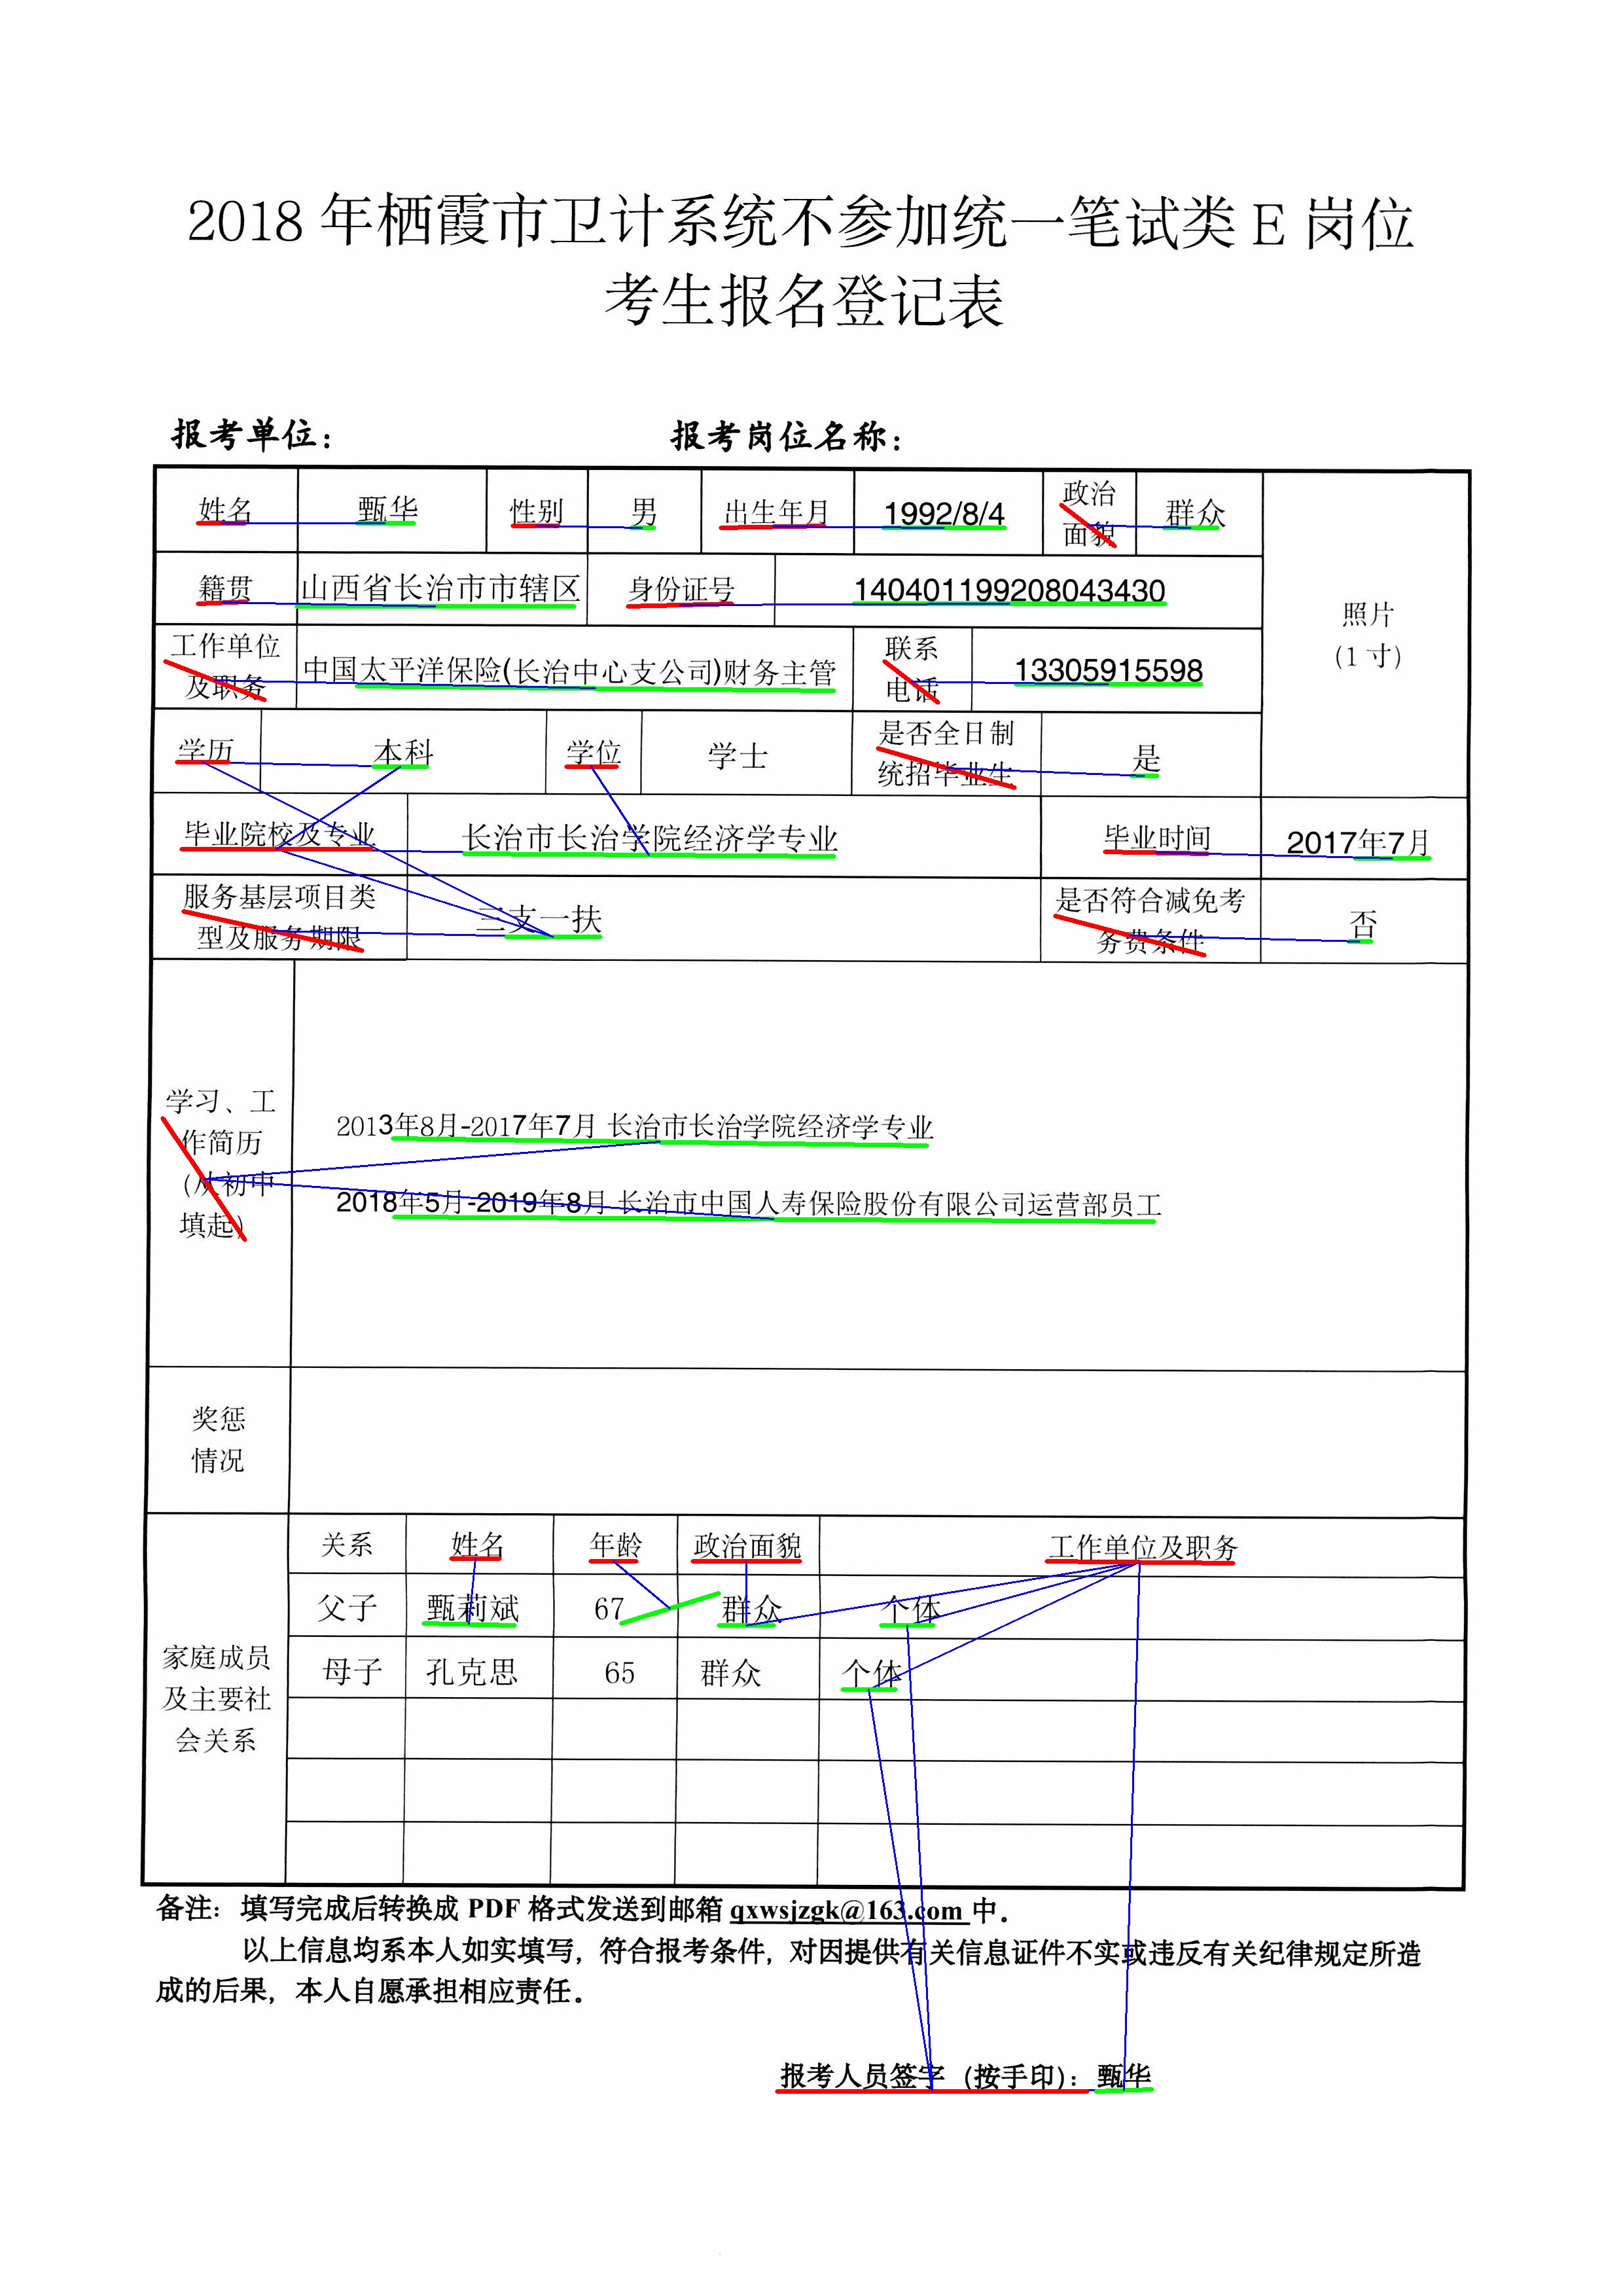 2018 年栖霞市卫计系统不参加统一笔试类 E 岗位
考生报名登记表
报考单位： 报考岗位名称：
姓名 甄华 性别 男 出生年月 1992/8/4 政治面貌 群众
籍贯 山西省长治市市辖区 身份证号 140401199208043430
照片
(1 寸)
工作单位
及职务 中国太平洋保险(长治中心支公司)财务主管 联系
电话 13305915598
学历 本科 学位 学士 是否全日制
统招毕业生 是
毕业院校及专业 长治市长治学院经济学专业 毕业时间 2017年7月
服务基层项目类
型及服务期限 三支一扶 是否符合减免考
务费条件 否
学习、工
作简历
(从初中
填起)
2013年8月-2017年7月 长治市长治学院经济学专业
2018年5月-2019年8月 长治市中国人寿保险股份有限公司运营部员工
奖惩
情况
家庭成员
及主要社
会关系
关系 姓名 年龄 政治面貌 工作单位及职务
父子 甄莉斌 67 群众 个体
母子 孔克思 65 群众 个体
备注： 填写完成后转换成 PDF 格式发送到邮箱 qxwsjzgk@163.com 中。
以上信息均系本人如实填写，符合报考条件，对因提供有关信息证件不实或违反有关纪律规定所造
成的后果，本人自愿承担相应责任。
报考人员签字（按手印）： 甄华